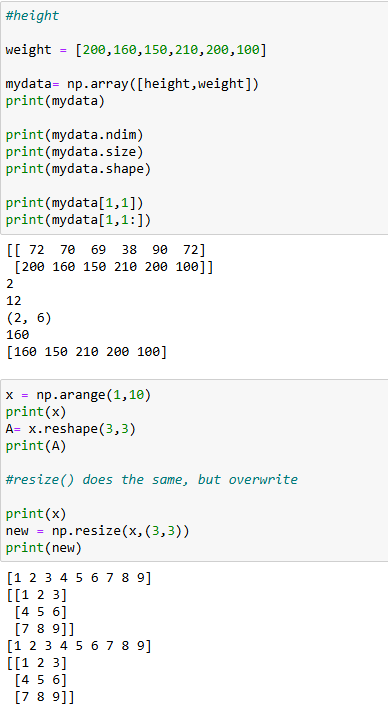 #height
weight = [200,160,150,210,200,100]
mydata= np.array([height,weight])
print(mydata)
print(mydata.ndim)
print(mydata.size)
print(mydata.shape)
print(mydata[1,1])
print(mydata[1,1:])
[[ 72  70  69  38  90  72]
 [200 160 150 210 200 100]]
2
12
(2, 6)
160
[160 150 210 200 100]
x = np.arange(1,10)
print(x)
A= x.reshape(3,3)
print(A)
#resize() does the same, but overwrite
print(x)
new = np.resize(x,(3,3))
print(new)
[1 2 3 4 5 6 7 8 9]
[[1 2 3]
 [4 5 6]
 [7 8 9]]
[1 2 3 4 5 6 7 8 9]
[[1 2 3]
 [4 5 6]
 [7 8 9]]